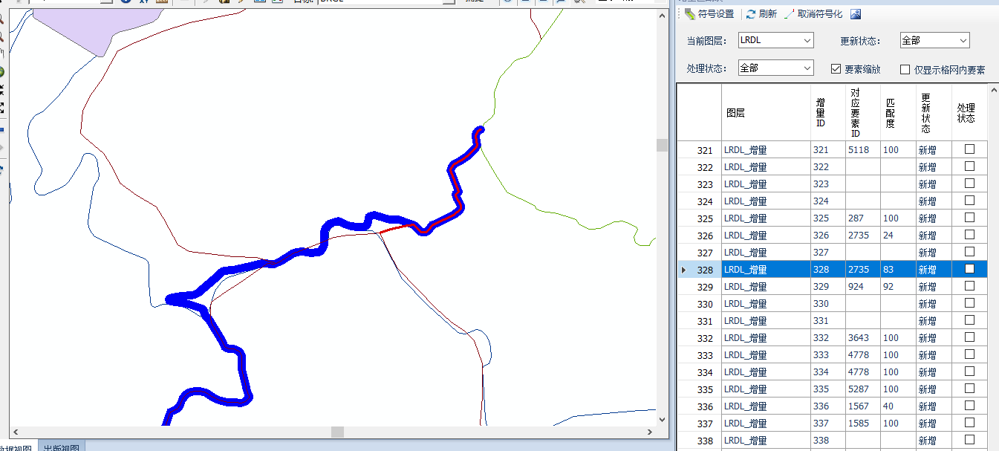 符号设置 刷新 取消符号化
当前图层： LRDL 更新状态： 全部
处理状态： 全部 要素缩放 仅显示格网内要素
图层 增量ID 对应要素ID 匹配度 更新状态 处理状态
321 LRDL_增量 321 5118 100 新增
322 LRDL_增量 322 新增
323 LRDL_增量 323 新增
324 LRDL_增量 324 新增
325 LRDL_增量 325 287 100 新增
326 LRDL_增量 326 2735 24 新增
327 LRDL_增量 327 新增
328 LRDL_增量 328 2735 83 新增
329 LRDL_增量 329 924 92 新增
330 LRDL_增量 330 新增
331 LRDL_增量 331 新增
332 LRDL_增量 332 3643 100 新增
333 LRDL_增量 333 4778 100 新增
334 LRDL_增量 334 4778 100 新增
335 LRDL_增量 335 5287 100 新增
336 LRDL_增量 336 1567 40 新增
337 LRDL_增量 337 1585 100 新增
338 LRDL_增量 338 新增
数据视图 出版视图